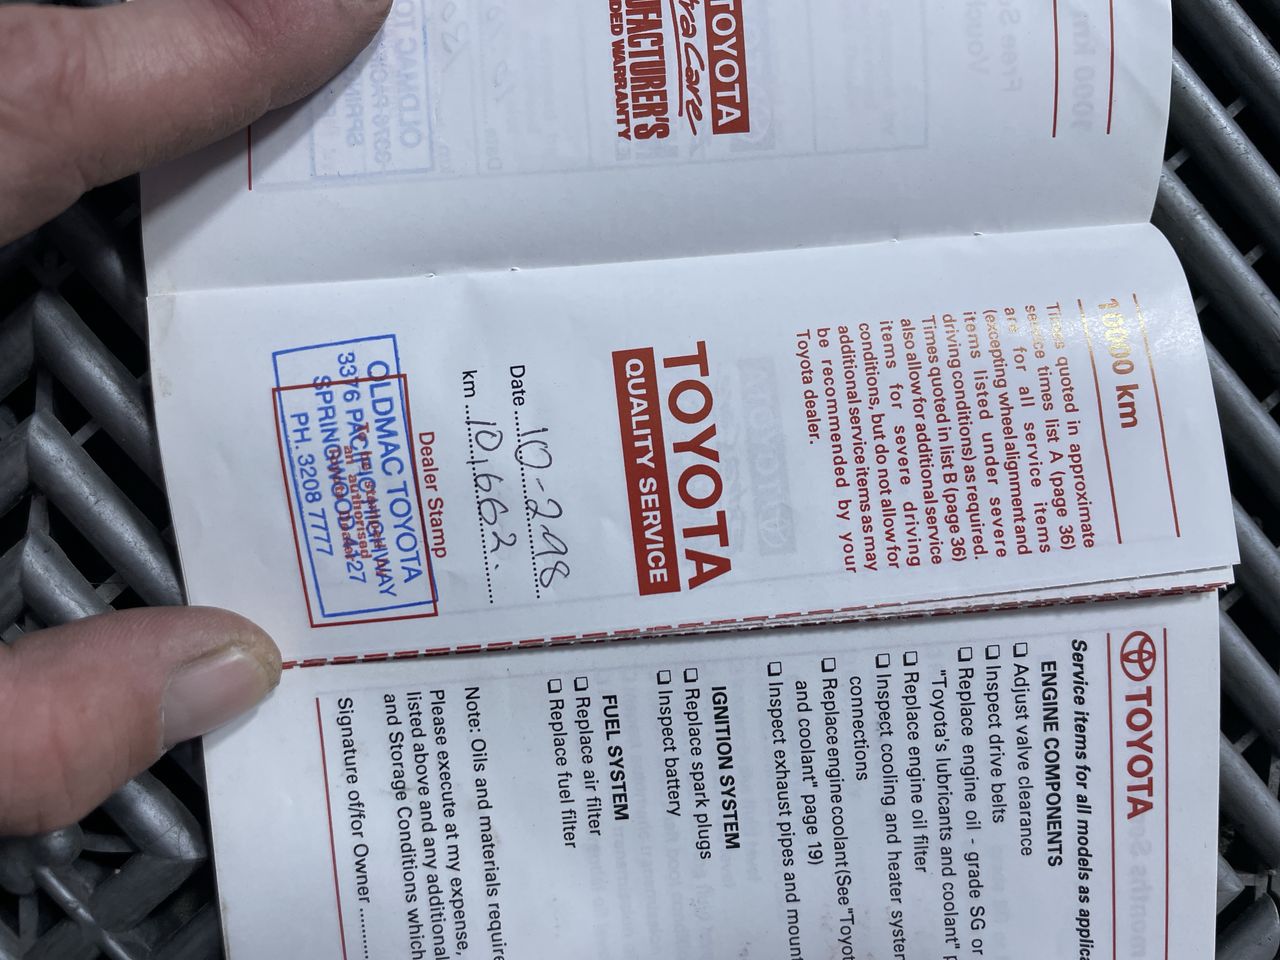 TOYOTA
ra Care
UFACTURER'S
DED WARRANTY
10000 km
Times quoted in approximate
service times list A (page 36)
are for all service items
(excepting wheel alignment and
items listed under severe
driving conditions) as required.
Times quoted in list B (page 36)
also allow for additional service
items for severe driving
conditions, but do not allow for
additional service items as may
be recommended by your
Toyota dealer.
TOYOTA
QUALITY SERVICE
Date 10-2-98
km 10,662
Dealer Stamp
OLDMAC TOYOTA
3376 PACIFIC HIGHWAY
SPRINGWOOD 4127
PH. 3208 7777
TOYOTA
Service items for all models as applica
ENGINE COMPONENTS
❑ Adjust valve clearance
❑ Inspect drive belts
❑ Replace engine oil - grade SG or
"Toyota's lubricants and coolant" p
❑ Replace engine oil filter
❑ Inspect cooling and heater system
connections
❑ Replace engine coolant (See "Toyot
and coolant" page 19)
❑ Inspect exhaust pipes and mount
IGNITION SYSTEM
❑ Replace spark plugs
❑ Inspect battery
FUEL SYSTEM
❑ Replace air filter
❑ Replace fuel filter
Note: Oils and materials require
Please execute at my expense,
listed above and any additional
and Storage Conditions which
Signature of/for Owner ..........